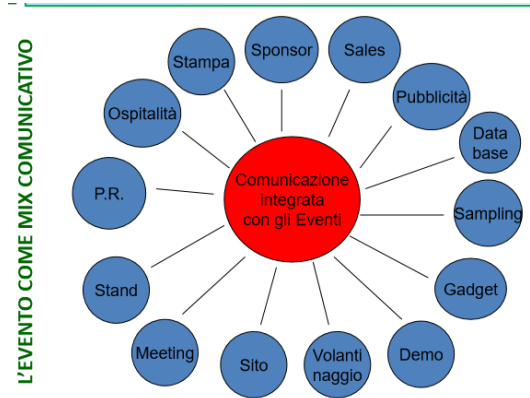 L'EVENTO COME MIX COMUNICATIVO
Comunicazione
integrata
con gli Eventi
Sponsor
Sales
Pubblicità
Data
base
Sampling
Gadget
Demo
Volanti
naggio
Sito
Meeting
Stand
P.R.
Ospitalità
Stampa